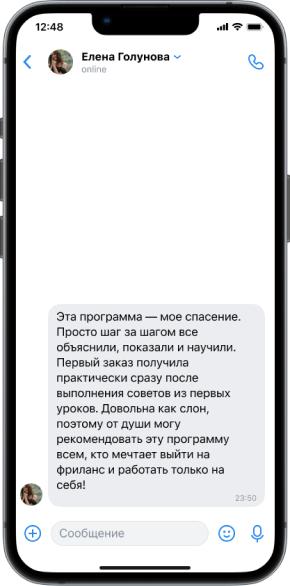 12:48
Елена Голунова
online
Эта программа — мое спасение.
Просто шаг за шагом все
объяснили, показали и научили.
Первый заказ получила
практически сразу после
выполнения советов из первых
уроков. Довольна как слон,
поэтому от души могу
рекомендовать эту программу
всем, кто мечтает выйти на
фриланс и работать только на
себя!
23:50
Сообщение